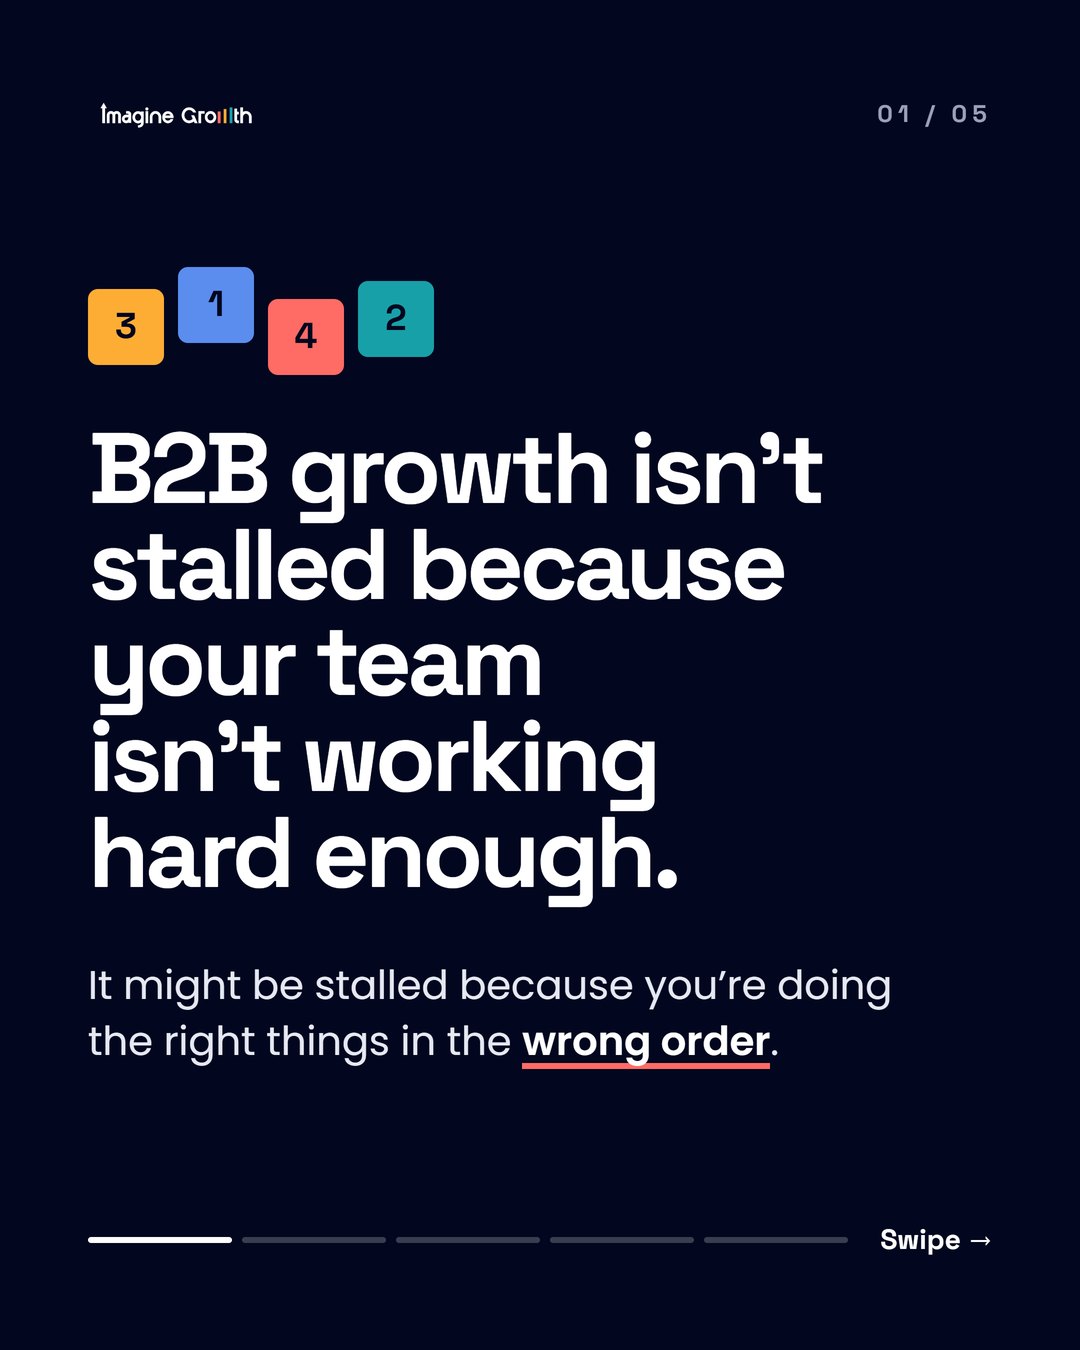 Imagine Growth
01 / 05
3 1 4 2
B2B growth isn’t
stalled because
your team
isn’t working
hard enough.
It might be stalled because you’re doing
the right things in the wrong order.
Swipe →